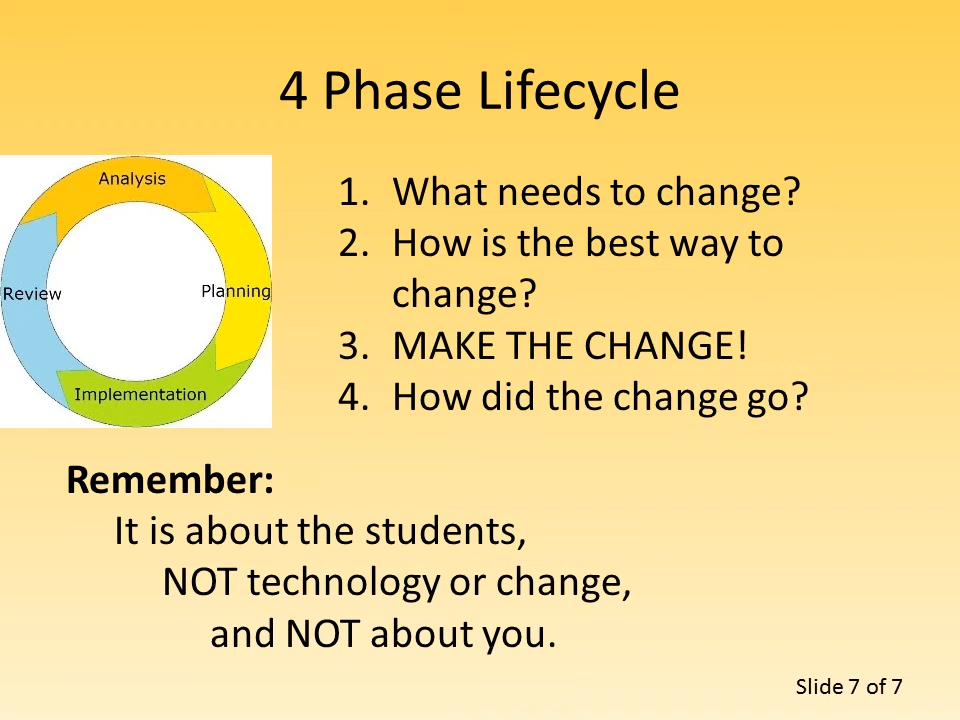 4 Phase Lifecycle
Analysis
Planning
Implementation
Review
1. What needs to change?
2. How is the best way to
change?
3. MAKE THE CHANGE!
4. How did the change go?
Remember:
It is about the students,
NOT technology or change,
and NOT about you.
Slide 7 of 7